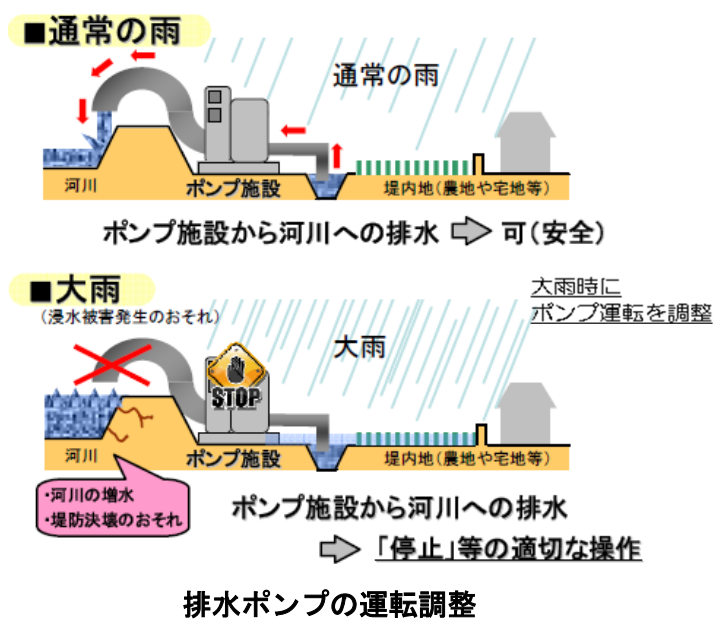 ■通常の雨
通常の雨
河川
ポンプ施設
堤内地(農地や宅地等)
ポンプ施設から河川への排水 ⇨ 可(安全)
■大雨
(浸水被害発生のおそれ)
大雨時に
ポンプ運転を調整
大雨
STOP
河川
ポンプ施設
堤内地(農地や宅地等)
・河川の増水
・堤防決壊のおそれ
ポンプ施設から河川への排水
⇨ 「停止」等の適切な操作
排水ポンプの運転調整